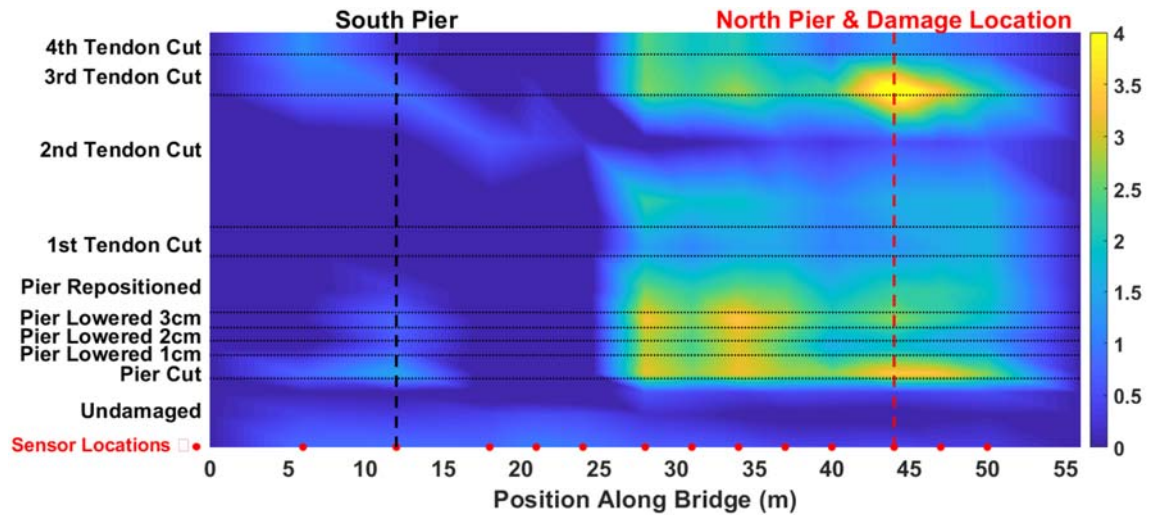 South Pier
North Pier & Damage Location
4th Tendon Cut
3rd Tendon Cut
2nd Tendon Cut
1st Tendon Cut
Pier Repositioned
Pier Lowered 3cm
Pier Lowered 2cm
Pier Lowered 1cm
Pier Cut
Undamaged
Sensor Locations
0 5 10 15 20 25 30 35 40 45 50 55
Position Along Bridge (m)
4
3.5
3
2.5
2
1.5
1
0.5
0